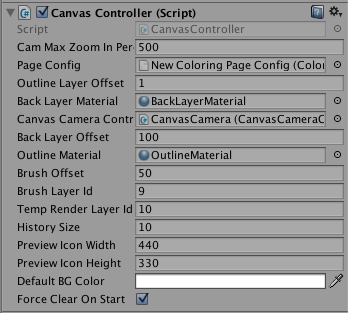 Canvas Controller (Script)
Script CanvasController
Cam Max Zoom In Per 500
Page Config New Coloring Page Config (Colo
Outline Layer Offset 1
Back Layer Material BackLayerMaterial
Canvas Camera Contr CanvasCamera (CanvasCameraC
Back Layer Offset 100
Outline Material OutlineMaterial
Brush Offset 50
Brush Layer Id 9
Temp Render Layer Id 10
History Size 10
Preview Icon Width 440
Preview Icon Height 330
Default BG Color
Force Clear On Start